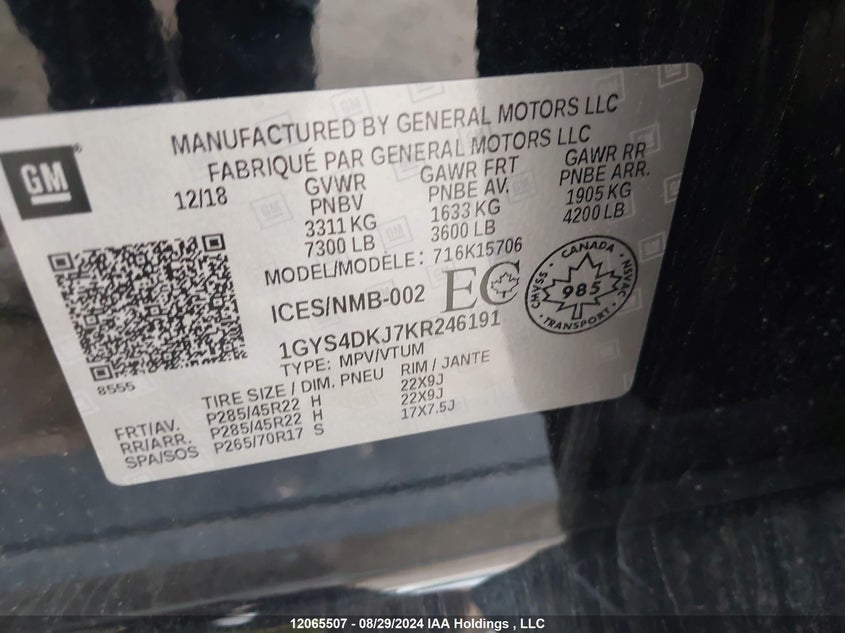 MANUFACTURED BY GENERAL MOTORS LLC
FABRIQUÉ PAR GENERAL MOTORS LLC
GM
12/18
GVWR
PNBV
3311 KG
7300 LB
GAWR FRT
PNBE AV.
1633 KG
3600 LB
GAWR RR
PNBE ARR.
1905 KG
4200 LB
MODEL/MODÈLE: 716K15706
ICES/NMB-002 EC
CANADA
SSVM
985
NSVAC
TRANSPORT
1GYS4DKJ7KR246191
TYPE: MPV/VTUM
8555
TIRE SIZE / DIM. PNEU RIM / JANTE
FRT/AV. P285/45R22 H 22X9J
RR/ARR. P285/45R22 H 22X9J
SPA/SOS P265/70R17 S 17X7.5J
12065507 - 08/29/2024 IAA Holdings , LLC